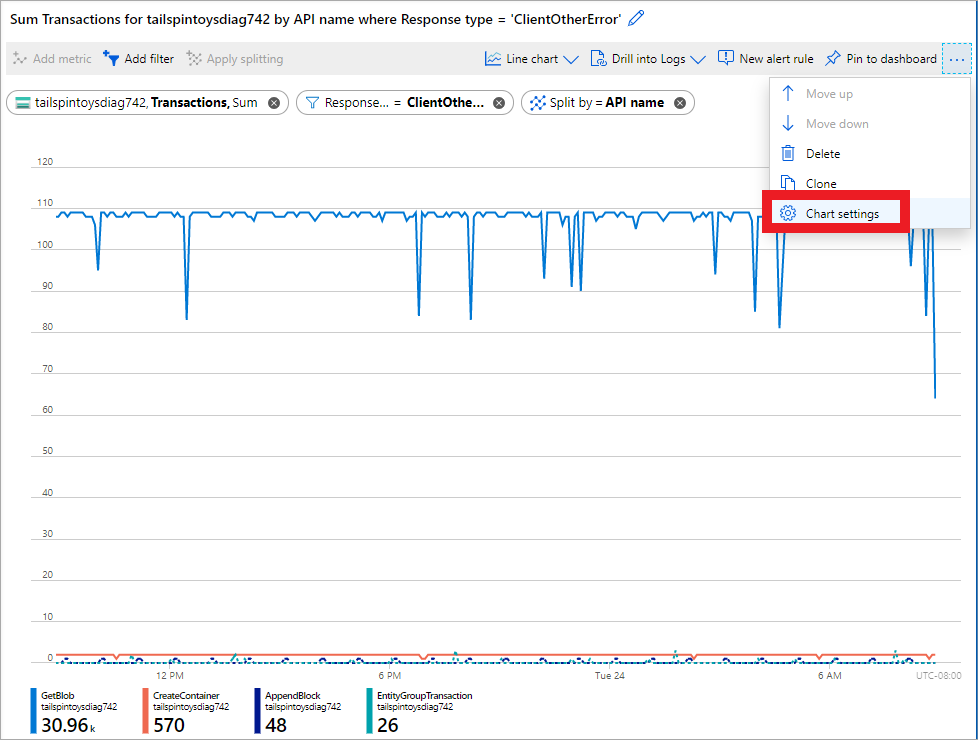 Sum Transactions for tailspintoysdiag742 by API name where Response type = 'ClientOtherError'
Add metric Add filter Apply splitting Line chart Drill into Logs New alert rule Pin to dashboard ...
tailspintoysdiag742, Transactions, Sum Response... = ClientOthe... Split by = API name
Move up
Move down
Delete
Clone
Chart settings
120
110
100
90
80
70
60
50
40
30
20
10
0
12 PM 6 PM Tue 24 6 AM UTC-08:00
GetBlob CreateContainer AppendBlock EntityGroupTransaction
tailspintoysdiag742 tailspintoysdiag742 tailspintoysdiag742 tailspintoysdiag742
30.96 k 570 48 26